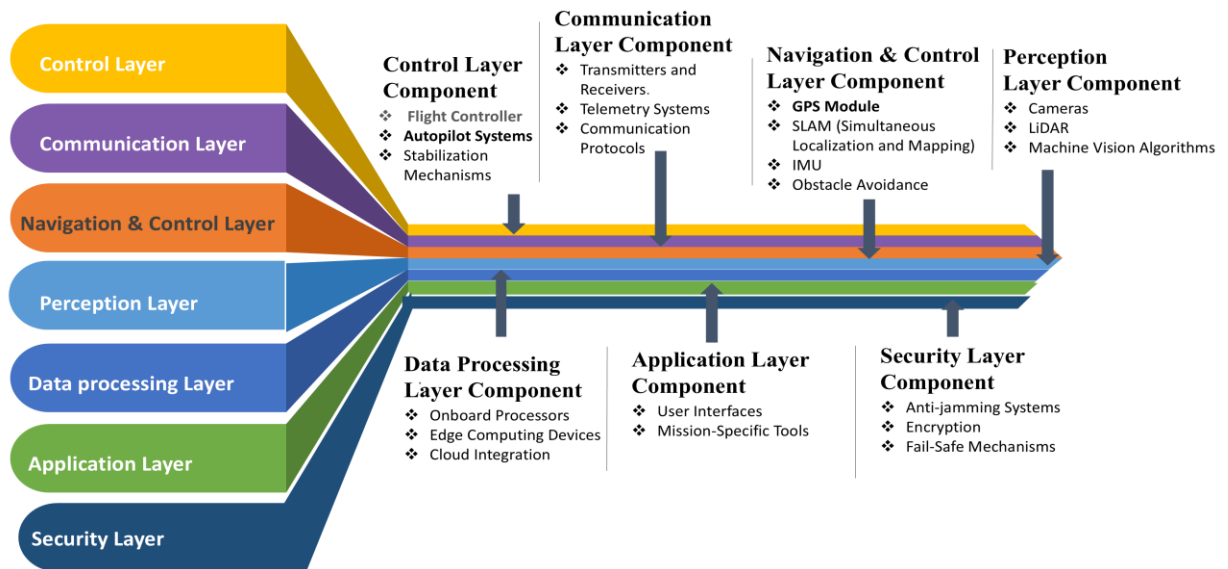 Control Layer
Communication Layer
Navigation & Control Layer
Perception Layer
Data processing Layer
Application Layer
Security Layer
Control Layer
Component
❖ Flight Controller
❖ Autopilot Systems
❖ Stabilization
Mechanisms
Communication
Layer Component
❖ Transmitters and
Receivers.
❖ Telemetry Systems
❖ Communication
Protocols
Navigation & Control
Layer Component
❖ GPS Module
❖ SLAM (Simultaneous
Localization and Mapping)
❖ IMU
❖ Obstacle Avoidance
Perception
Layer Component
❖ Cameras
❖ LiDAR
❖ Machine Vision Algorithms
Data Processing
Layer Component
❖ Onboard Processors
❖ Edge Computing Devices
❖ Cloud Integration
Application Layer
Component
❖ User Interfaces
❖ Mission-Specific Tools
Security Layer
Component
❖ Anti-jamming Systems
❖ Encryption
❖ Fail-Safe Mechanisms